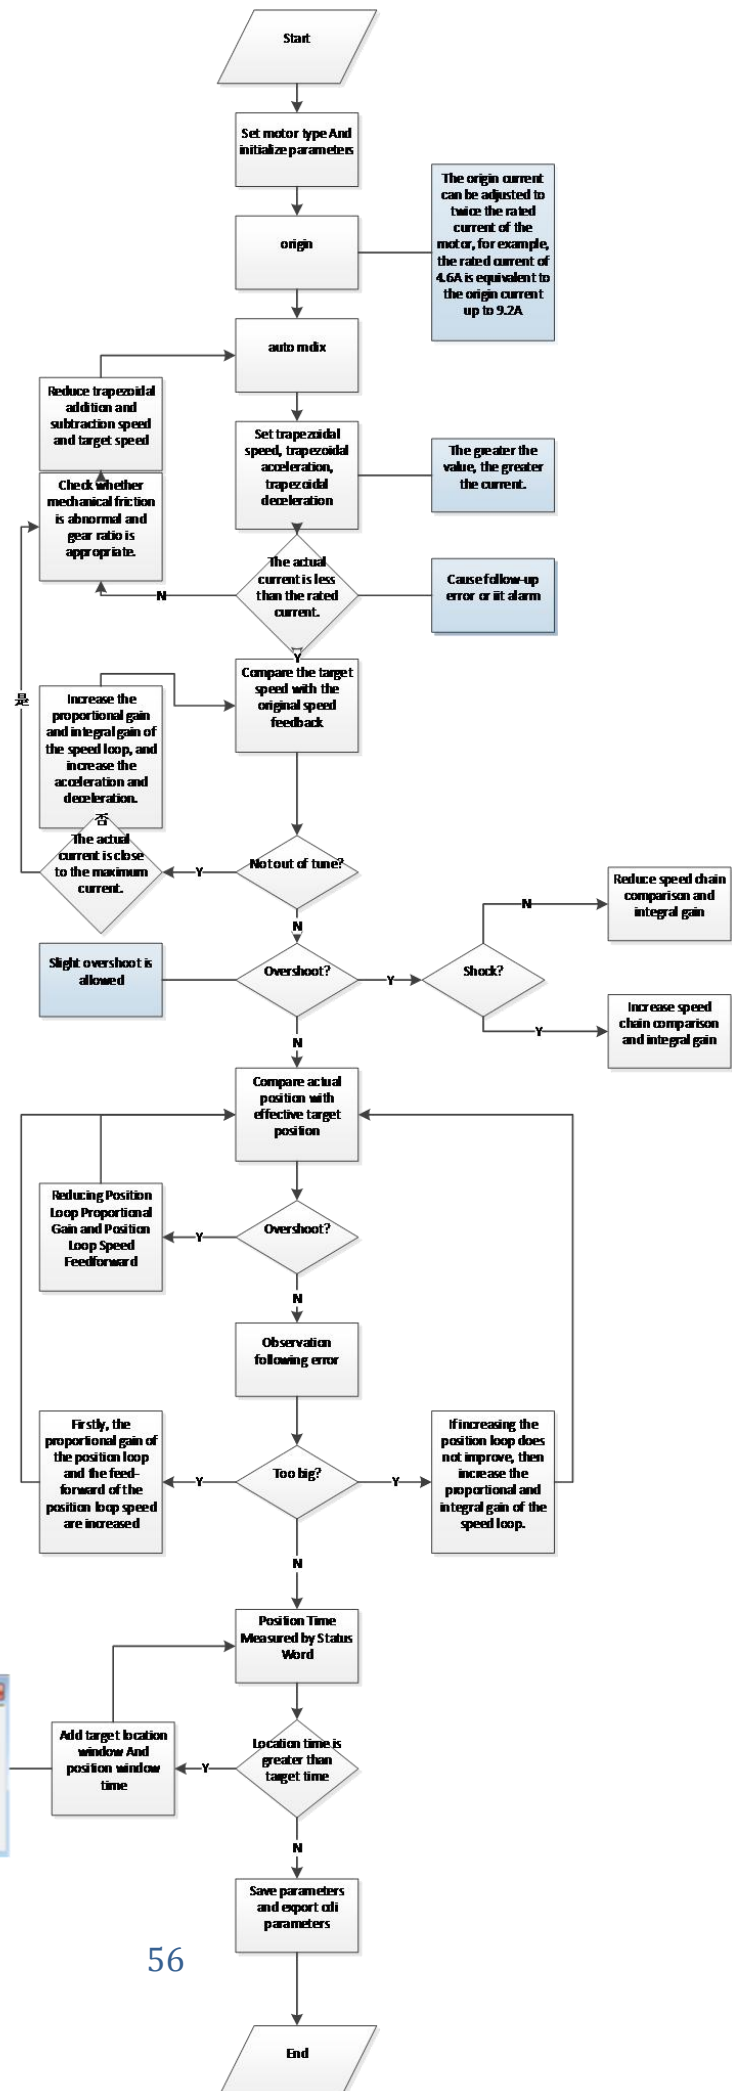 Start
Set motor type And
initialize parameters
The origin current
can be adjusted to
twice the rated
current of the
motor, for example,
the rated current of
4.6A is equivalent to
the origin current
up to 9.2A
origin
auto mdix
Reduce trapezoidal
addition and
subtraction speed
and target speed
Set trapezoidal
speed, trapezoidal
acceleration,
trapezoidal
deceleration
The greater the
value, the greater
the current.
Check whether
mechanical friction
is abnormal and
gear ratio is
appropriate.
The actual
current is less
than the rated
current.
Cause follow-up
error or iit alarm
N
Y
Compare the target
speed with the
original speed
feedback
是
Increase the
proportional gain
and integral gain of
the speed loop, and
increase the
acceleration and
deceleration.
否
The actual
current is close
to the maximum
current.
Y
Not out of tune?
N
Reduce speed chain
comparison and
integral gain
N
Slight overshoot is
allowed
Overshoot?
Y
Shock?
Y
Increase speed
chain comparison
and integral gain
N
Compare actual
position with
effective target
position
Reducing Position
Loop Proportional
Gain and Position
Loop Speed
Feedforward
Y
Overshoot?
N
Observation
following error
Firstly, the
proportional gain of
the position loop
and the feed-
forward of the
position loop speed
are increased
Y
Too big?
Y
If increasing the
position loop does
not improve, then
increase the
proportional and
integral gain of the
speed loop.
N
Position Time
Measured by Status
Word
Add target location
window And
position window
time
Y
Location time is
greater than
target time
N
Save parameters
and export cdi
parameters
56
End